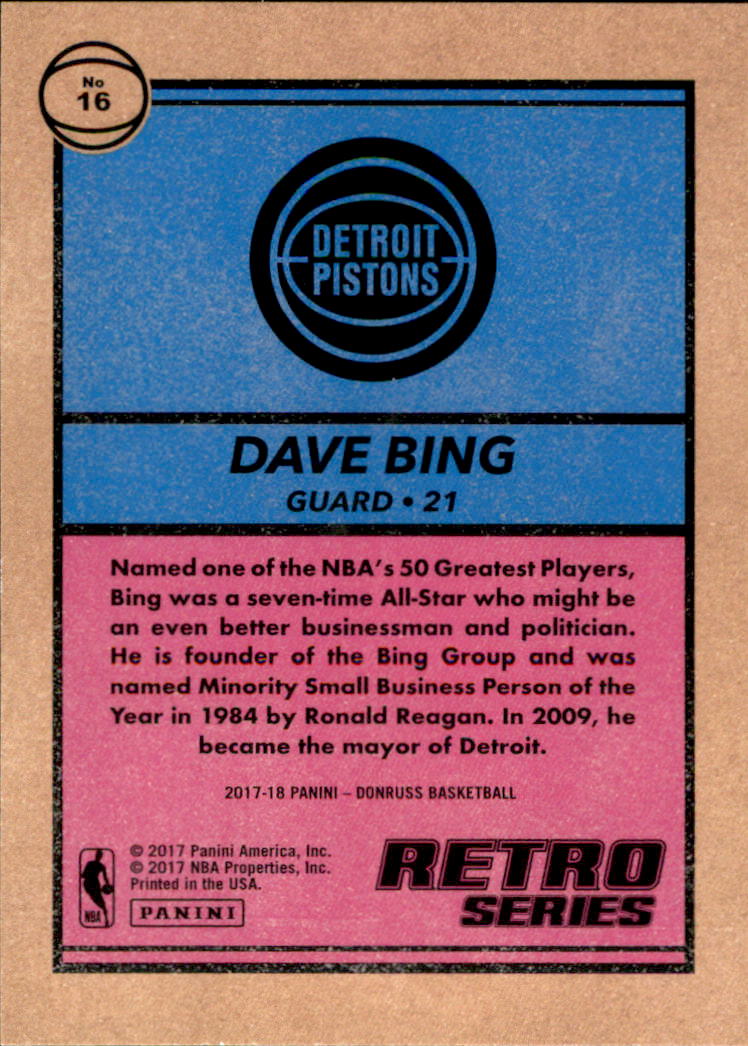 No
16
DETROIT
PISTONS
DAVE BING
GUARD • 21
Named one of the NBA's 50 Greatest Players,
Bing was a seven-time All-Star who might be
an even better businessman and politician.
He is founder of the Bing Group and was
named Minority Small Business Person of the
Year in 1984 by Ronald Reagan. In 2009, he
became the mayor of Detroit.
2017-18 PANINI – DONRUSS BASKETBALL
© 2017 Panini America, Inc.
© 2017 NBA Properties, Inc.
Printed in the USA.
NBA
PANINI
RETRO
SERIES